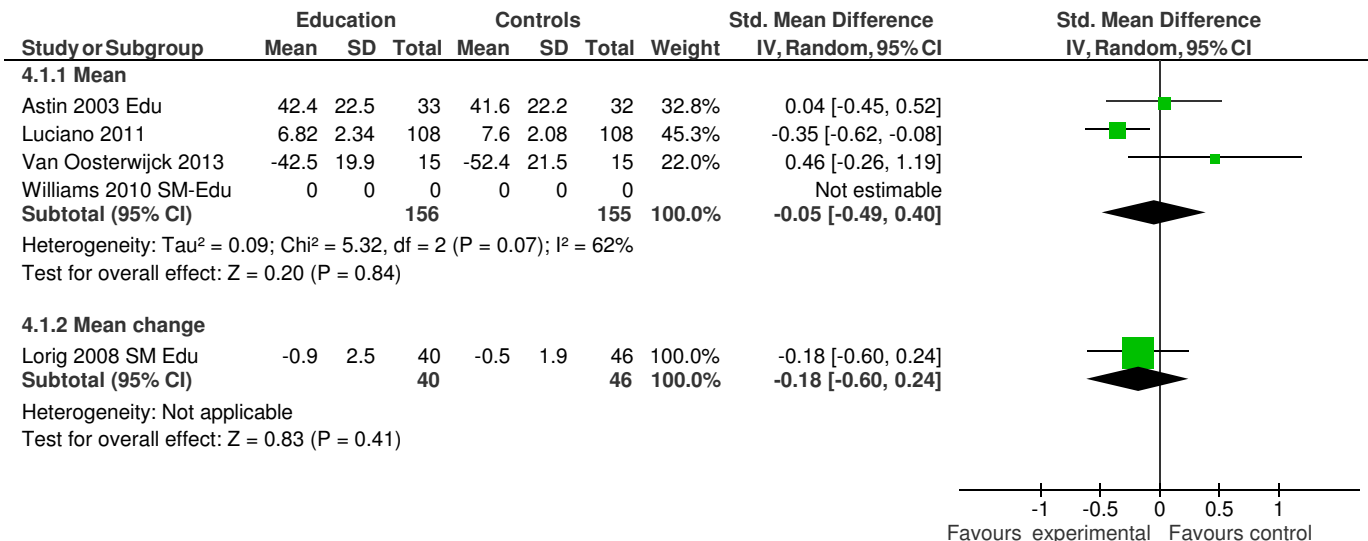 Education Controls Std. Mean Difference Std. Mean Difference
Study or Subgroup Mean SD Total Mean SD Total Weight IV, Random, 95% CI IV, Random, 95% CI
4.1.1 Mean
Astin 2003 Edu 42.4 22.5 33 41.6 22.2 32 32.8% 0.04 [-0.45, 0.52]
Luciano 2011 6.82 2.34 108 7.6 2.08 108 45.3% -0.35 [-0.62, -0.08]
Van Oosterwijck 2013 -42.5 19.9 15 -52.4 21.5 15 22.0% 0.46 [-0.26, 1.19]
Williams 2010 SM-Edu 0 0 0 0 0 0 Not estimable
Subtotal (95% CI) 156 155 100.0% -0.05 [-0.49, 0.40]
Heterogeneity: Tau² = 0.09; Chi² = 5.32, df = 2 (P = 0.07); I² = 62%
Test for overall effect: Z = 0.20 (P = 0.84)
4.1.2 Mean change
Lorig 2008 SM Edu -0.9 2.5 40 -0.5 1.9 46 100.0% -0.18 [-0.60, 0.24]
Subtotal (95% CI) 40 46 100.0% -0.18 [-0.60, 0.24]
Heterogeneity: Not applicable
Test for overall effect: Z = 0.83 (P = 0.41)
-1 -0.5 0 0.5 1
Favours experimental Favours control